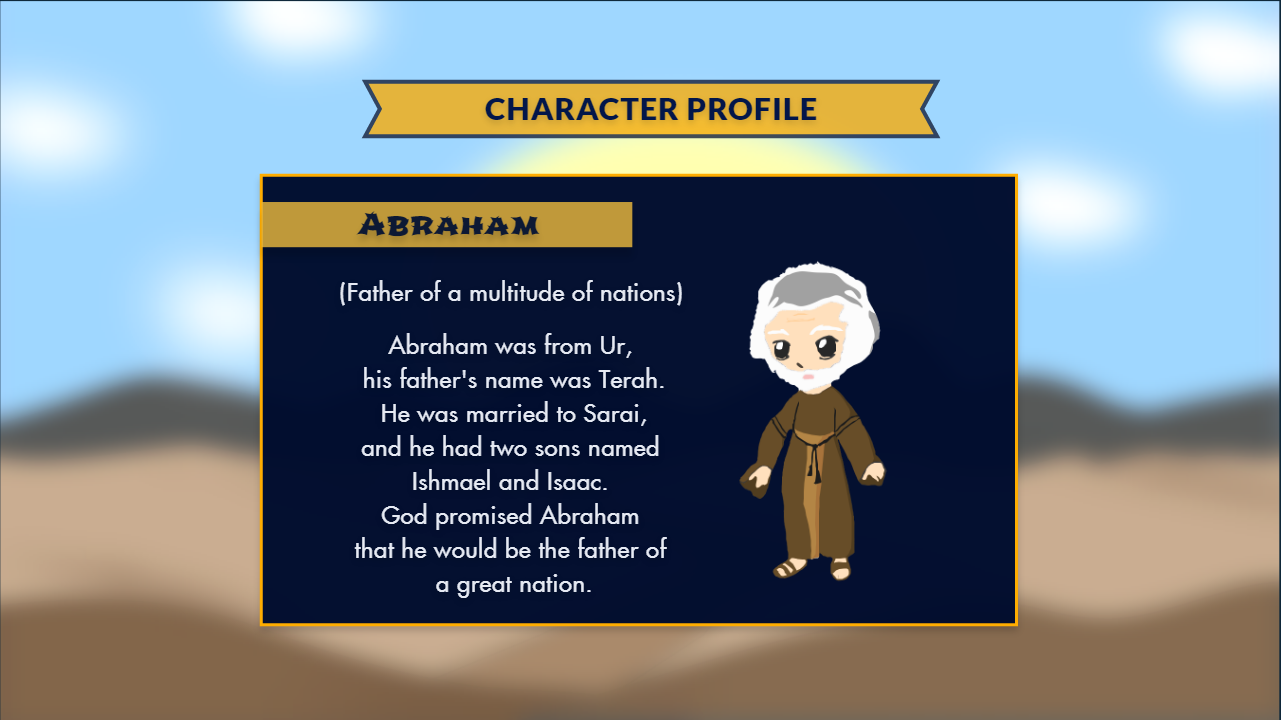 CHARACTER PROFILE
ABRAHAM
(Father of a multitude of nations)
Abraham was from Ur,
his father's name was Terah.
He was married to Sarai,
and he had two sons named
Ishmael and Isaac.
God promised Abraham
that he would be the father of
a great nation.